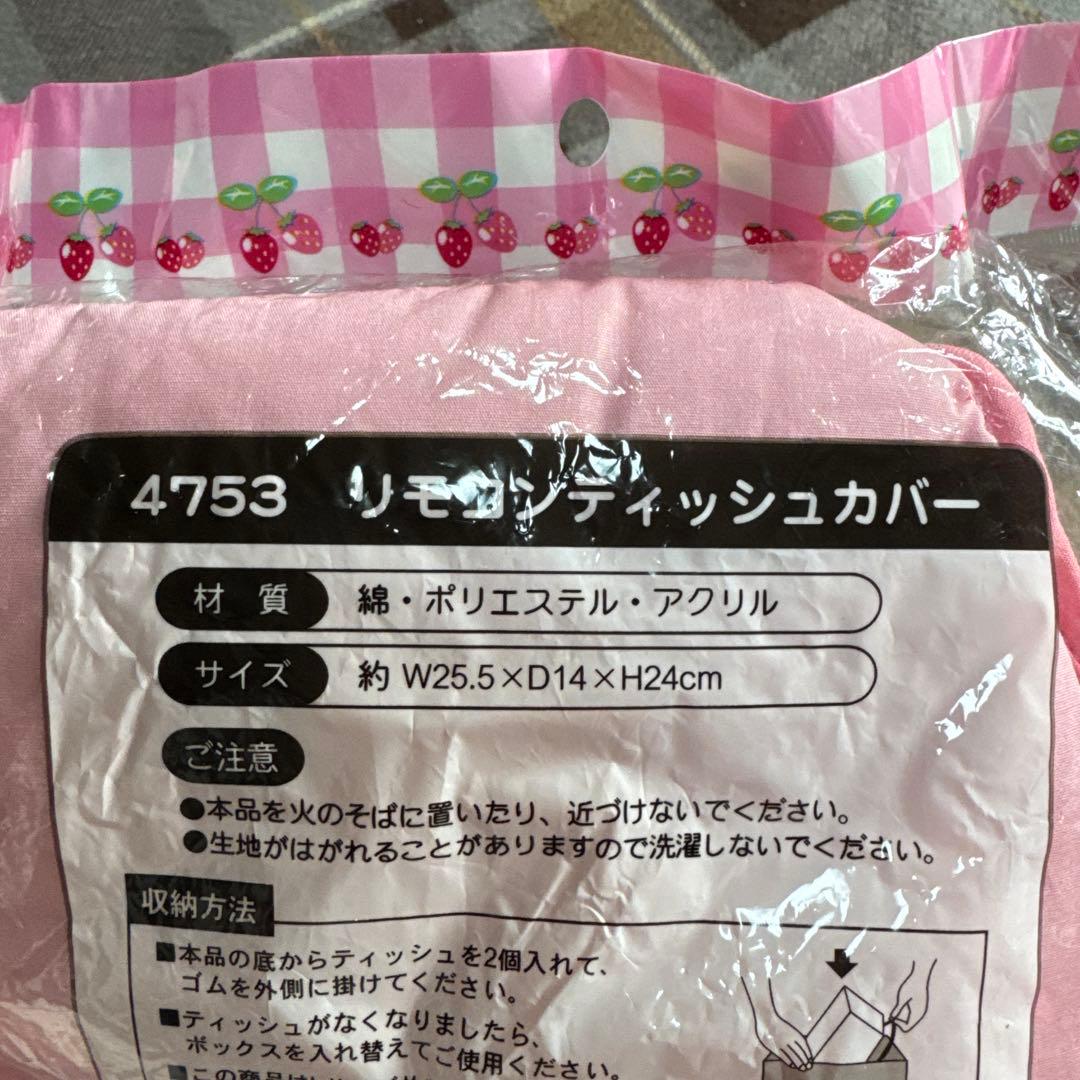 4753 リモコンティッシュカバー
材質 綿・ポリエステル・アクリル
サイズ 約 W25.5×D14×H24cm
ご注意
●本品を火のそばに置いたり、近づけないでください。
●生地がはがれることがありますので洗濯しないでください。
収納方法
■本品の底からティッシュを2個入れて、
ゴムを外側に掛けてください。
■ティッシュがなくなりましたら、
ボックスを入れ替えてご使用ください。
■この商品は